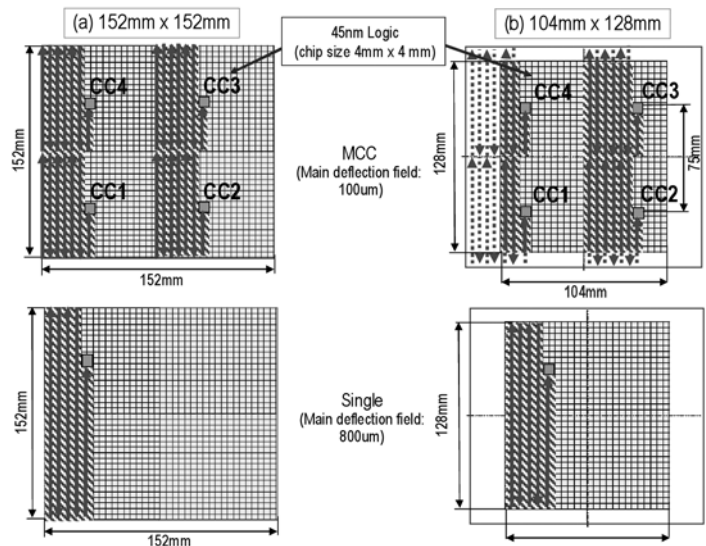 (a) 152mm x 152mm
45nm Logic
(chip size 4mm x 4 mm)
(b) 104mm x 128mm
CC4
CC3
CC1
CC2
152mm
152mm
MCC
(Main deflection field:
100um)
CC4
CC3
CC1
CC2
128mm
75mm
104mm
152mm
152mm
Single
(Main deflection field:
800um)
128mm